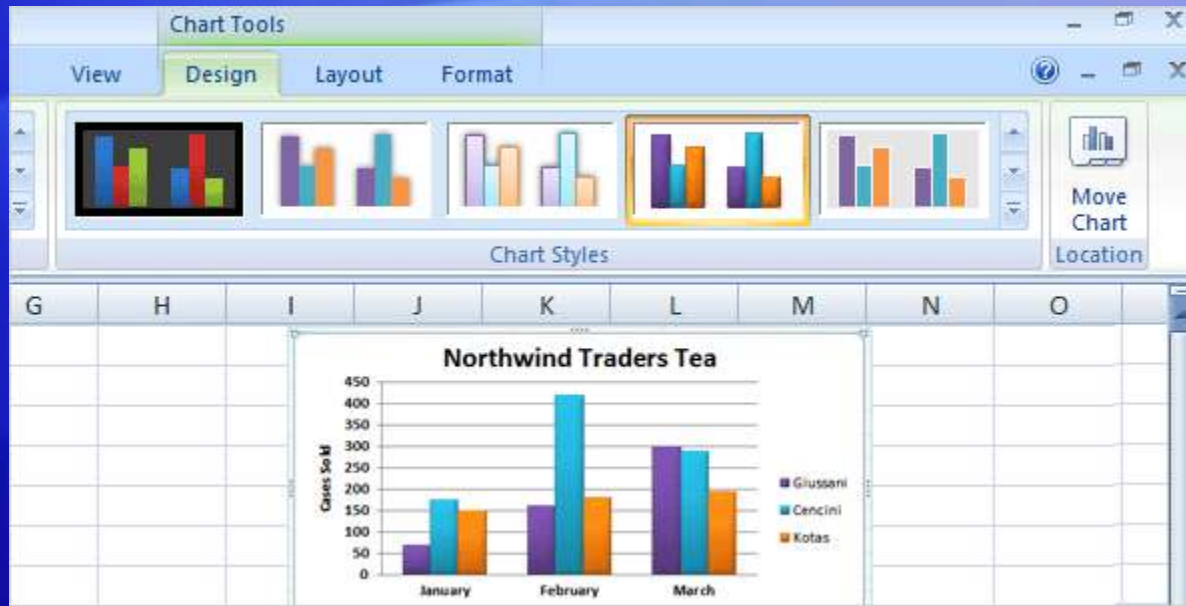 Chart Tools
View Design Layout Format
Move
Chart
Chart Styles
Location
G H I J K L M N O
Northwind Traders Tea
450
400
350
300
250
200
150
100
50
0
Cases Sold
Giussani
Cencini
Kotas
January February March